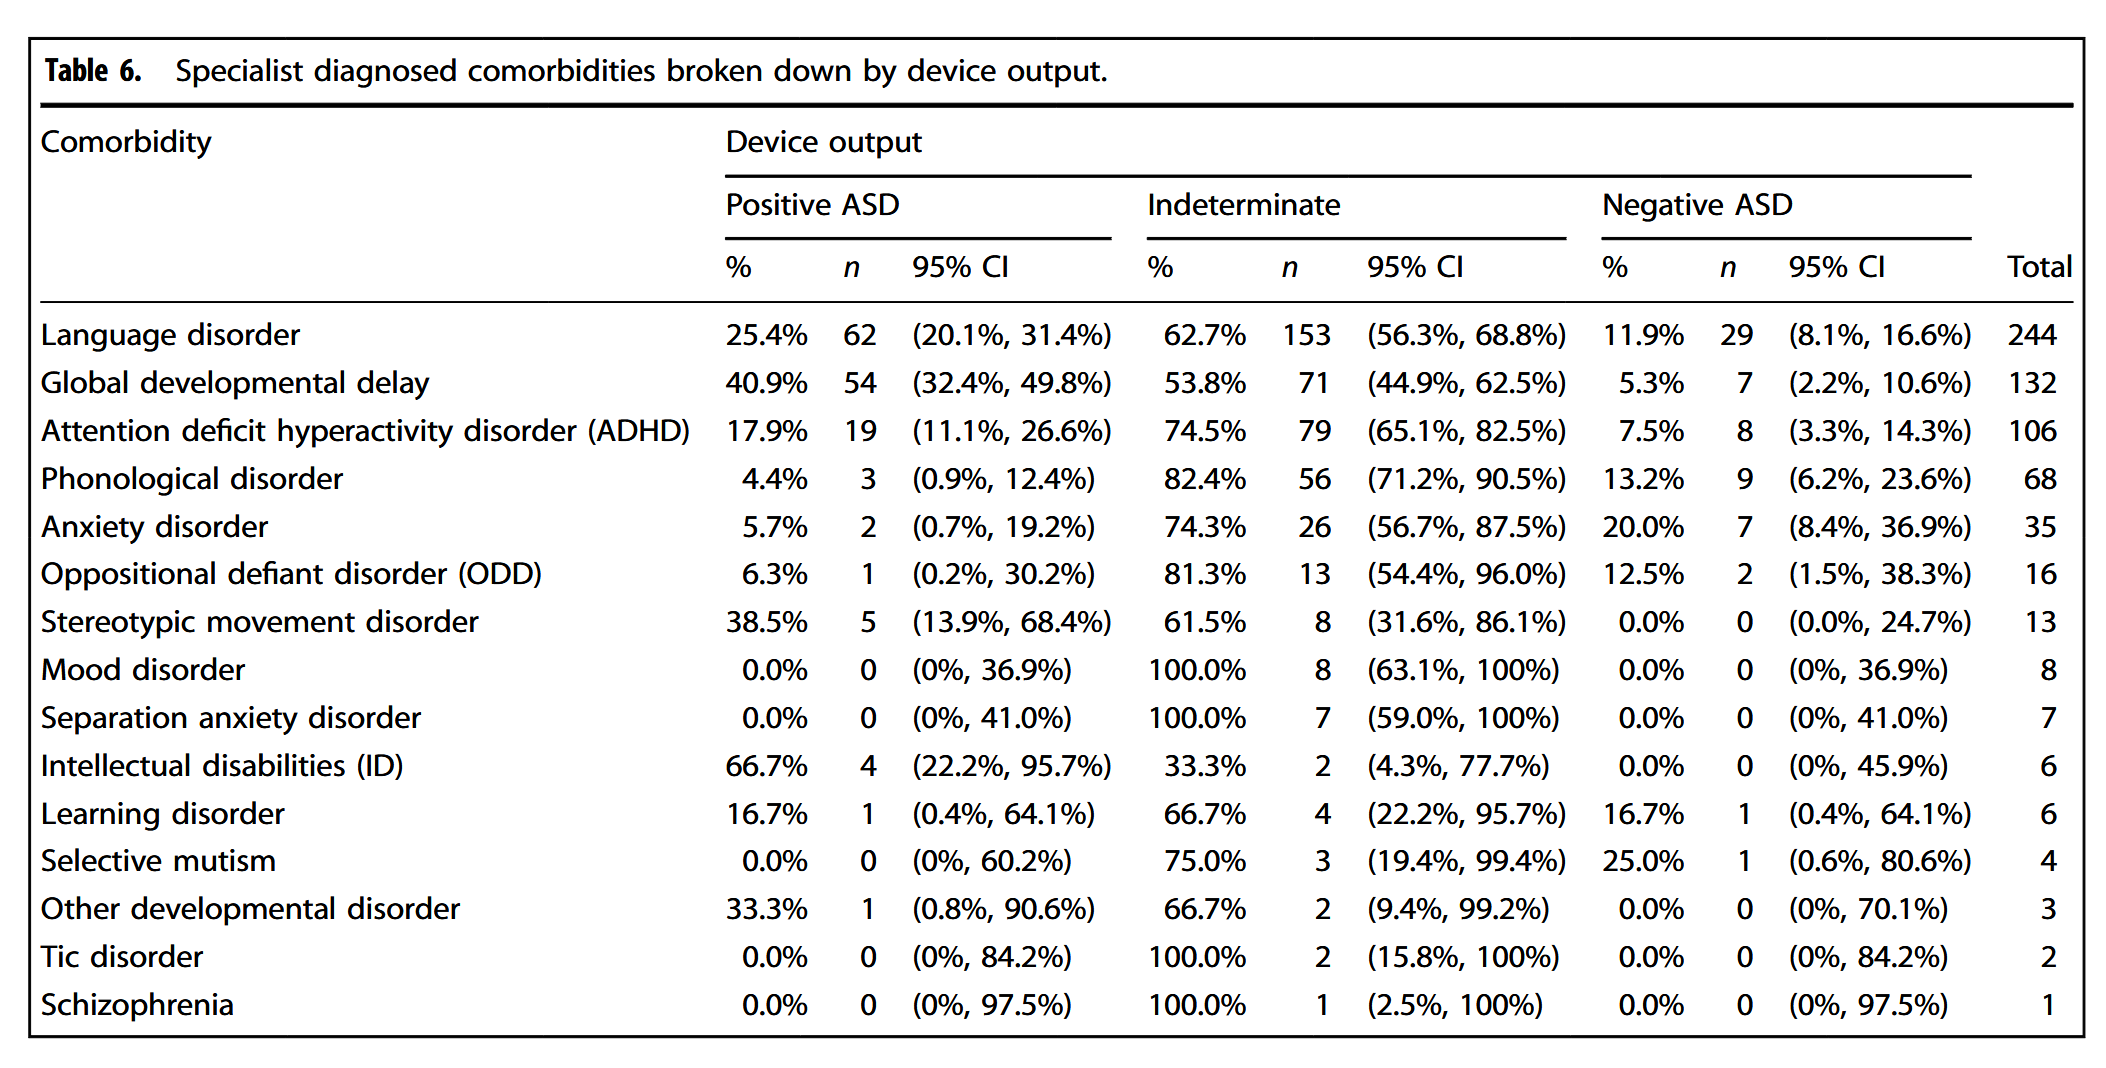 Table 6. Specialist diagnosed comorbidities broken down by device output.
Comorbidity Device output
Positive ASD Indeterminate Negative ASD
% n 95% CI % n 95% CI % n 95% CI Total
Language disorder 25.4% 62 (20.1%, 31.4%) 62.7% 153 (56.3%, 68.8%) 11.9% 29 (8.1%, 16.6%) 244
Global developmental delay 40.9% 54 (32.4%, 49.8%) 53.8% 71 (44.9%, 62.5%) 5.3% 7 (2.2%, 10.6%) 132
Attention deficit hyperactivity disorder (ADHD) 17.9% 19 (11.1%, 26.6%) 74.5% 79 (65.1%, 82.5%) 7.5% 8 (3.3%, 14.3%) 106
Phonological disorder 4.4% 3 (0.9%, 12.4%) 82.4% 56 (71.2%, 90.5%) 13.2% 9 (6.2%, 23.6%) 68
Anxiety disorder 5.7% 2 (0.7%, 19.2%) 74.3% 26 (56.7%, 87.5%) 20.0% 7 (8.4%, 36.9%) 35
Oppositional defiant disorder (ODD) 6.3% 1 (0.2%, 30.2%) 81.3% 13 (54.4%, 96.0%) 12.5% 2 (1.5%, 38.3%) 16
Stereotypic movement disorder 38.5% 5 (13.9%, 68.4%) 61.5% 8 (31.6%, 86.1%) 0.0% 0 (0.0%, 24.7%) 13
Mood disorder 0.0% 0 (0%, 36.9%) 100.0% 8 (63.1%, 100%) 0.0% 0 (0%, 36.9%) 8
Separation anxiety disorder 0.0% 0 (0%, 41.0%) 100.0% 7 (59.0%, 100%) 0.0% 0 (0%, 41.0%) 7
Intellectual disabilities (ID) 66.7% 4 (22.2%, 95.7%) 33.3% 2 (4.3%, 77.7%) 0.0% 0 (0%, 45.9%) 6
Learning disorder 16.7% 1 (0.4%, 64.1%) 66.7% 4 (22.2%, 95.7%) 16.7% 1 (0.4%, 64.1%) 6
Selective mutism 0.0% 0 (0%, 60.2%) 75.0% 3 (19.4%, 99.4%) 25.0% 1 (0.6%, 80.6%) 4
Other developmental disorder 33.3% 1 (0.8%, 90.6%) 66.7% 2 (9.4%, 99.2%) 0.0% 0 (0%, 70.1%) 3
Tic disorder 0.0% 0 (0%, 84.2%) 100.0% 2 (15.8%, 100%) 0.0% 0 (0%, 84.2%) 2
Schizophrenia 0.0% 0 (0%, 97.5%) 100.0% 1 (2.5%, 100%) 0.0% 0 (0%, 97.5%) 1